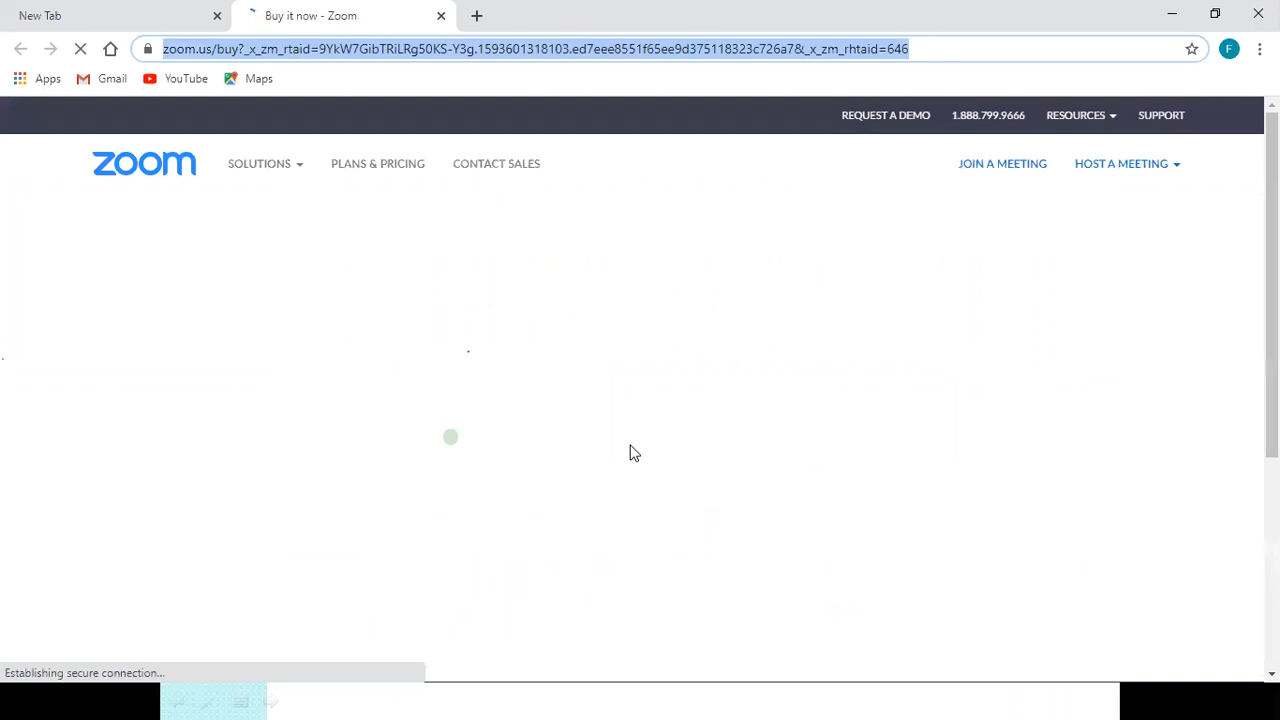 New Tab
Buy it now - Zoom
zoom.us/buy?_x_zm_rtaid=9YkW7GibTRiLRg50KS-Y3g.1593601318103.ed7eee8551f65ee9d375118323c726a7&_x_zm_rhtaid=646
F
Apps
Gmail
YouTube
Maps
REQUEST A DEMO
1.888.799.9666
RESOURCES
SUPPORT
zoom
SOLUTIONS
PLANS & PRICING
CONTACT SALES
JOIN A MEETING
HOST A MEETING
Establishing secure connection...